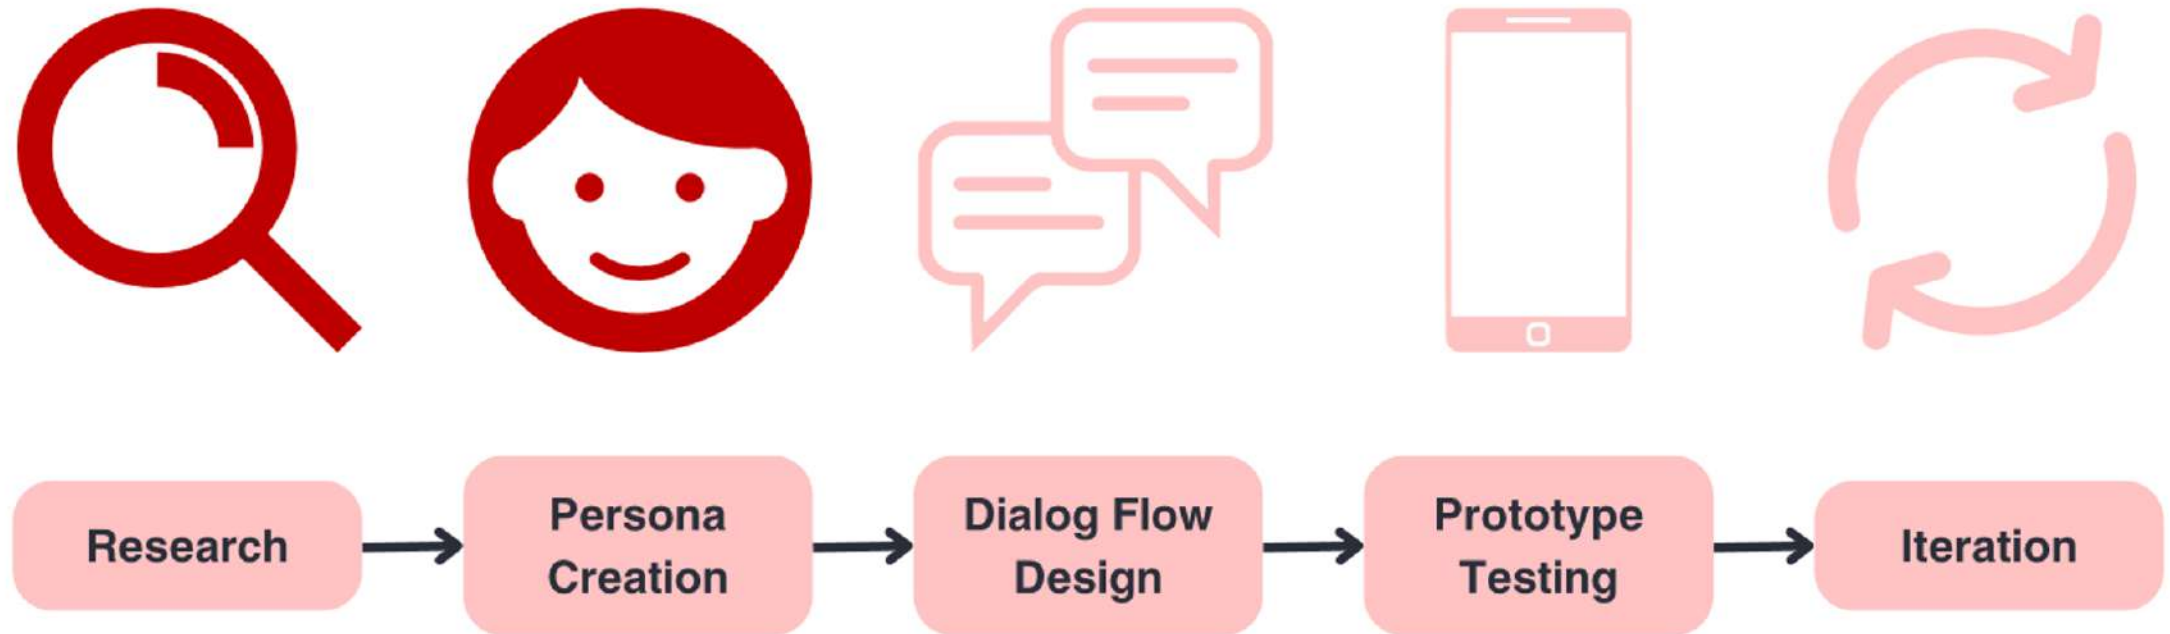 Research
Persona
Creation
Dialog Flow
Design
Prototype
Testing
Iteration